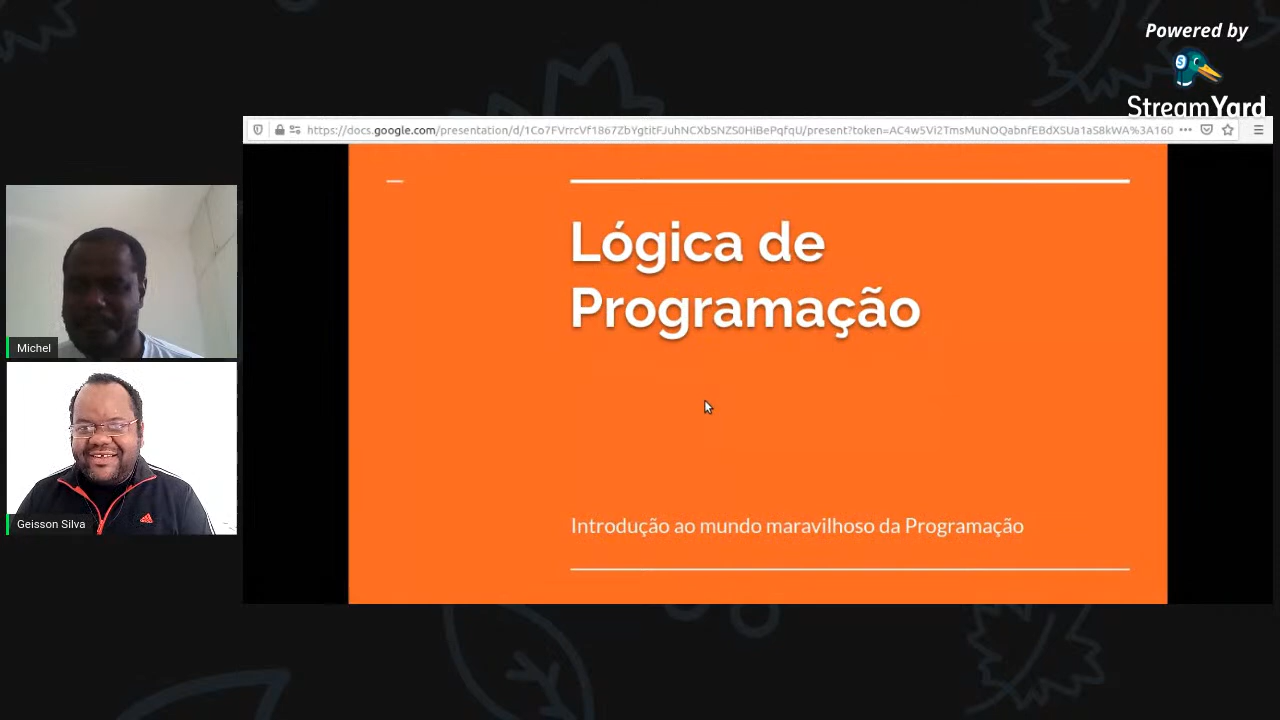 Powered by
StreamYard
https://docs.google.com/presentation/d/1Co7FVrrcVf1867ZbYgtitFJuhNCXbSNZS0HiBePqfqU/present?token=AC4w5Vi2TmsMuNOQabnfEBdXSUa1aS8kWA%3A160
Lógica de
Programação
Michel
Geisson Silva
Introdução ao mundo maravilhoso da Programação